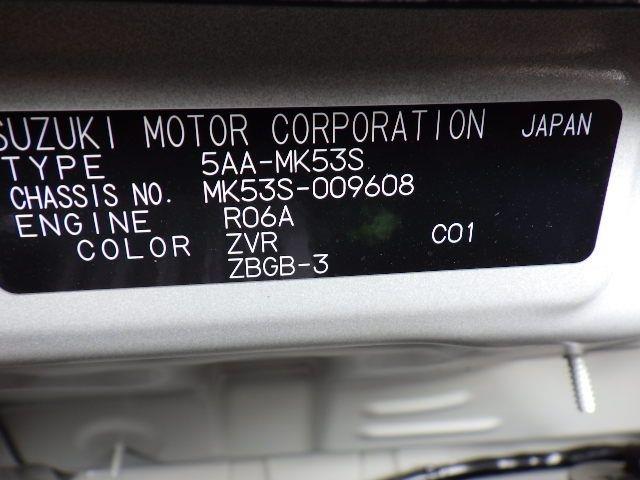 SUZUKI MOTOR CORPORATION JAPAN
TYPE 5AA-MK53S
CHASSIS NO. MK53S-009608
ENGINE R06A
COLOR ZVR C01
ZBGB-3